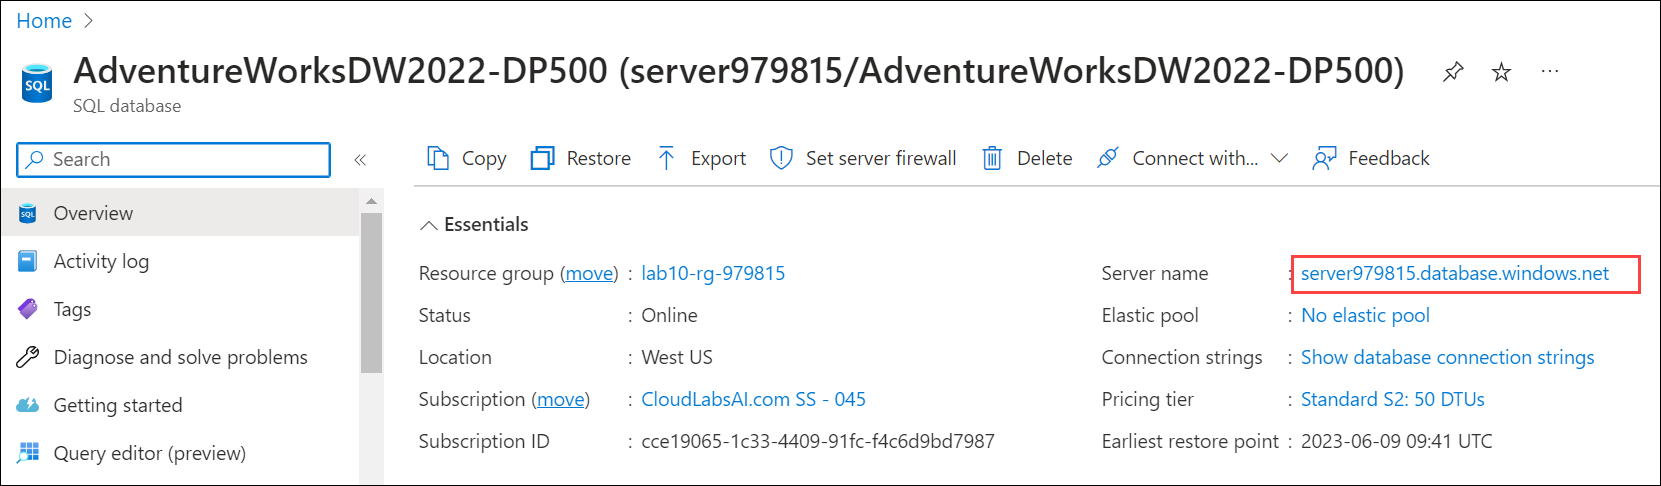 Home >
AdventureWorksDW2022-DP500 (server979815/AdventureWorksDW2022-DP500) ...
SQL
SQL database
Search «
Copy Restore Export Set server firewall Delete Connect with... Feedback
SQL Overview
Activity log
Tags
Diagnose and solve problems
Getting started
Query editor (preview)
Essentials
Resource group (move) : lab10-rg-979815
Status : Online
Location : West US
Subscription (move) : CloudLabsAI.com SS - 045
Subscription ID : cce19065-1c33-4409-91fc-f4c6d9bd7987
Server name : server979815.database.windows.net
Elastic pool : No elastic pool
Connection strings : Show database connection strings
Pricing tier : Standard S2: 50 DTUs
Earliest restore point : 2023-06-09 09:41 UTC